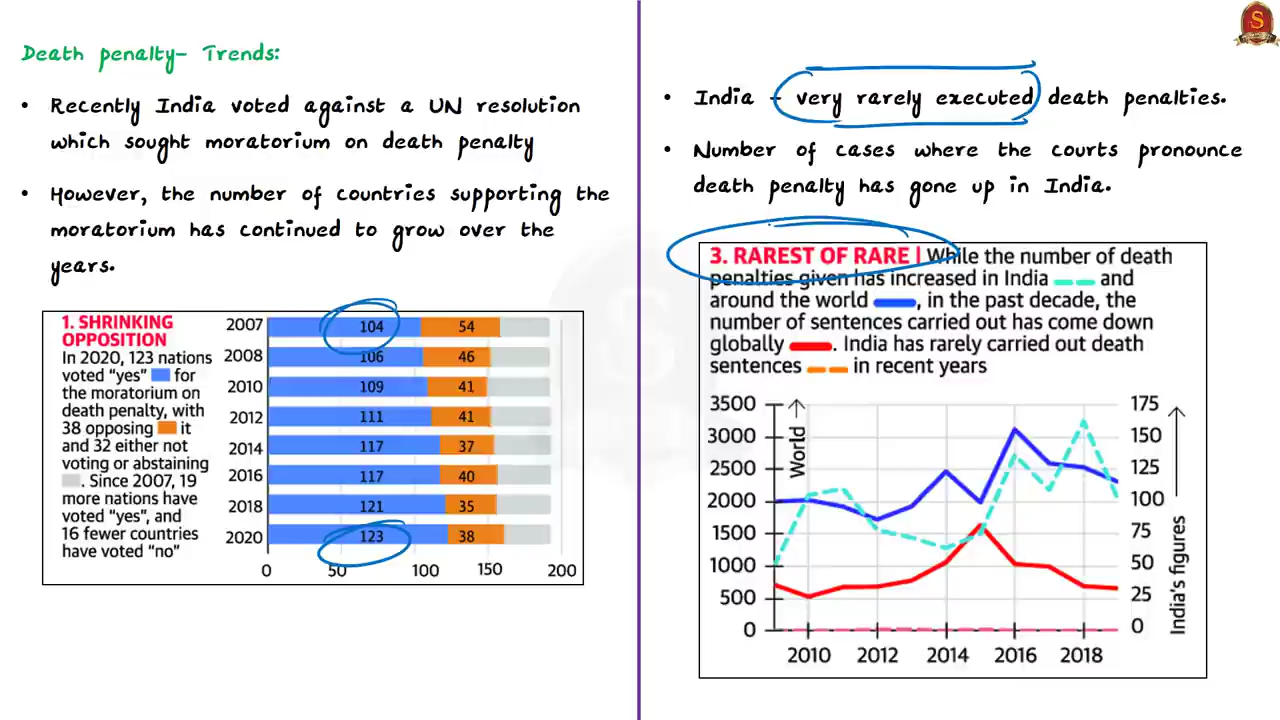 Death penalty- Trends:
• Recently India voted against a UN resolution
which sought moratorium on death penalty
• However, the number of countries supporting the
moratorium has continued to grow over the
years.
1. SHRINKING
OPPOSITION
In 2020, 123 nations
voted “yes” for
the moratorium on
death penalty, with
38 opposing it
and 32 either not
voting or abstaining
. Since 2007, 19
more nations have
voted “yes”, and
16 fewer countries
have voted “no”
2007 104 54
2008 106 46
2010 109 41
2012 111 41
2014 117 37
2016 117 40
2018 121 35
2020 123 38
0 50 100 150 200
• India - very rarely executed death penalties.
• Number of cases where the courts pronounce
death penalty has gone up in India.
3. RAREST OF RARE | While the number of death
penalties given has increased in India and
around the world , in the past decade, the
number of sentences carried out has come down
globally . India has rarely carried out death
sentences in recent years
3500 175
3000 150
2500 125
2000 100
1500 75
1000 50
500 25
0 0
World
India's figures
2010 2012 2014 2016 2018
S